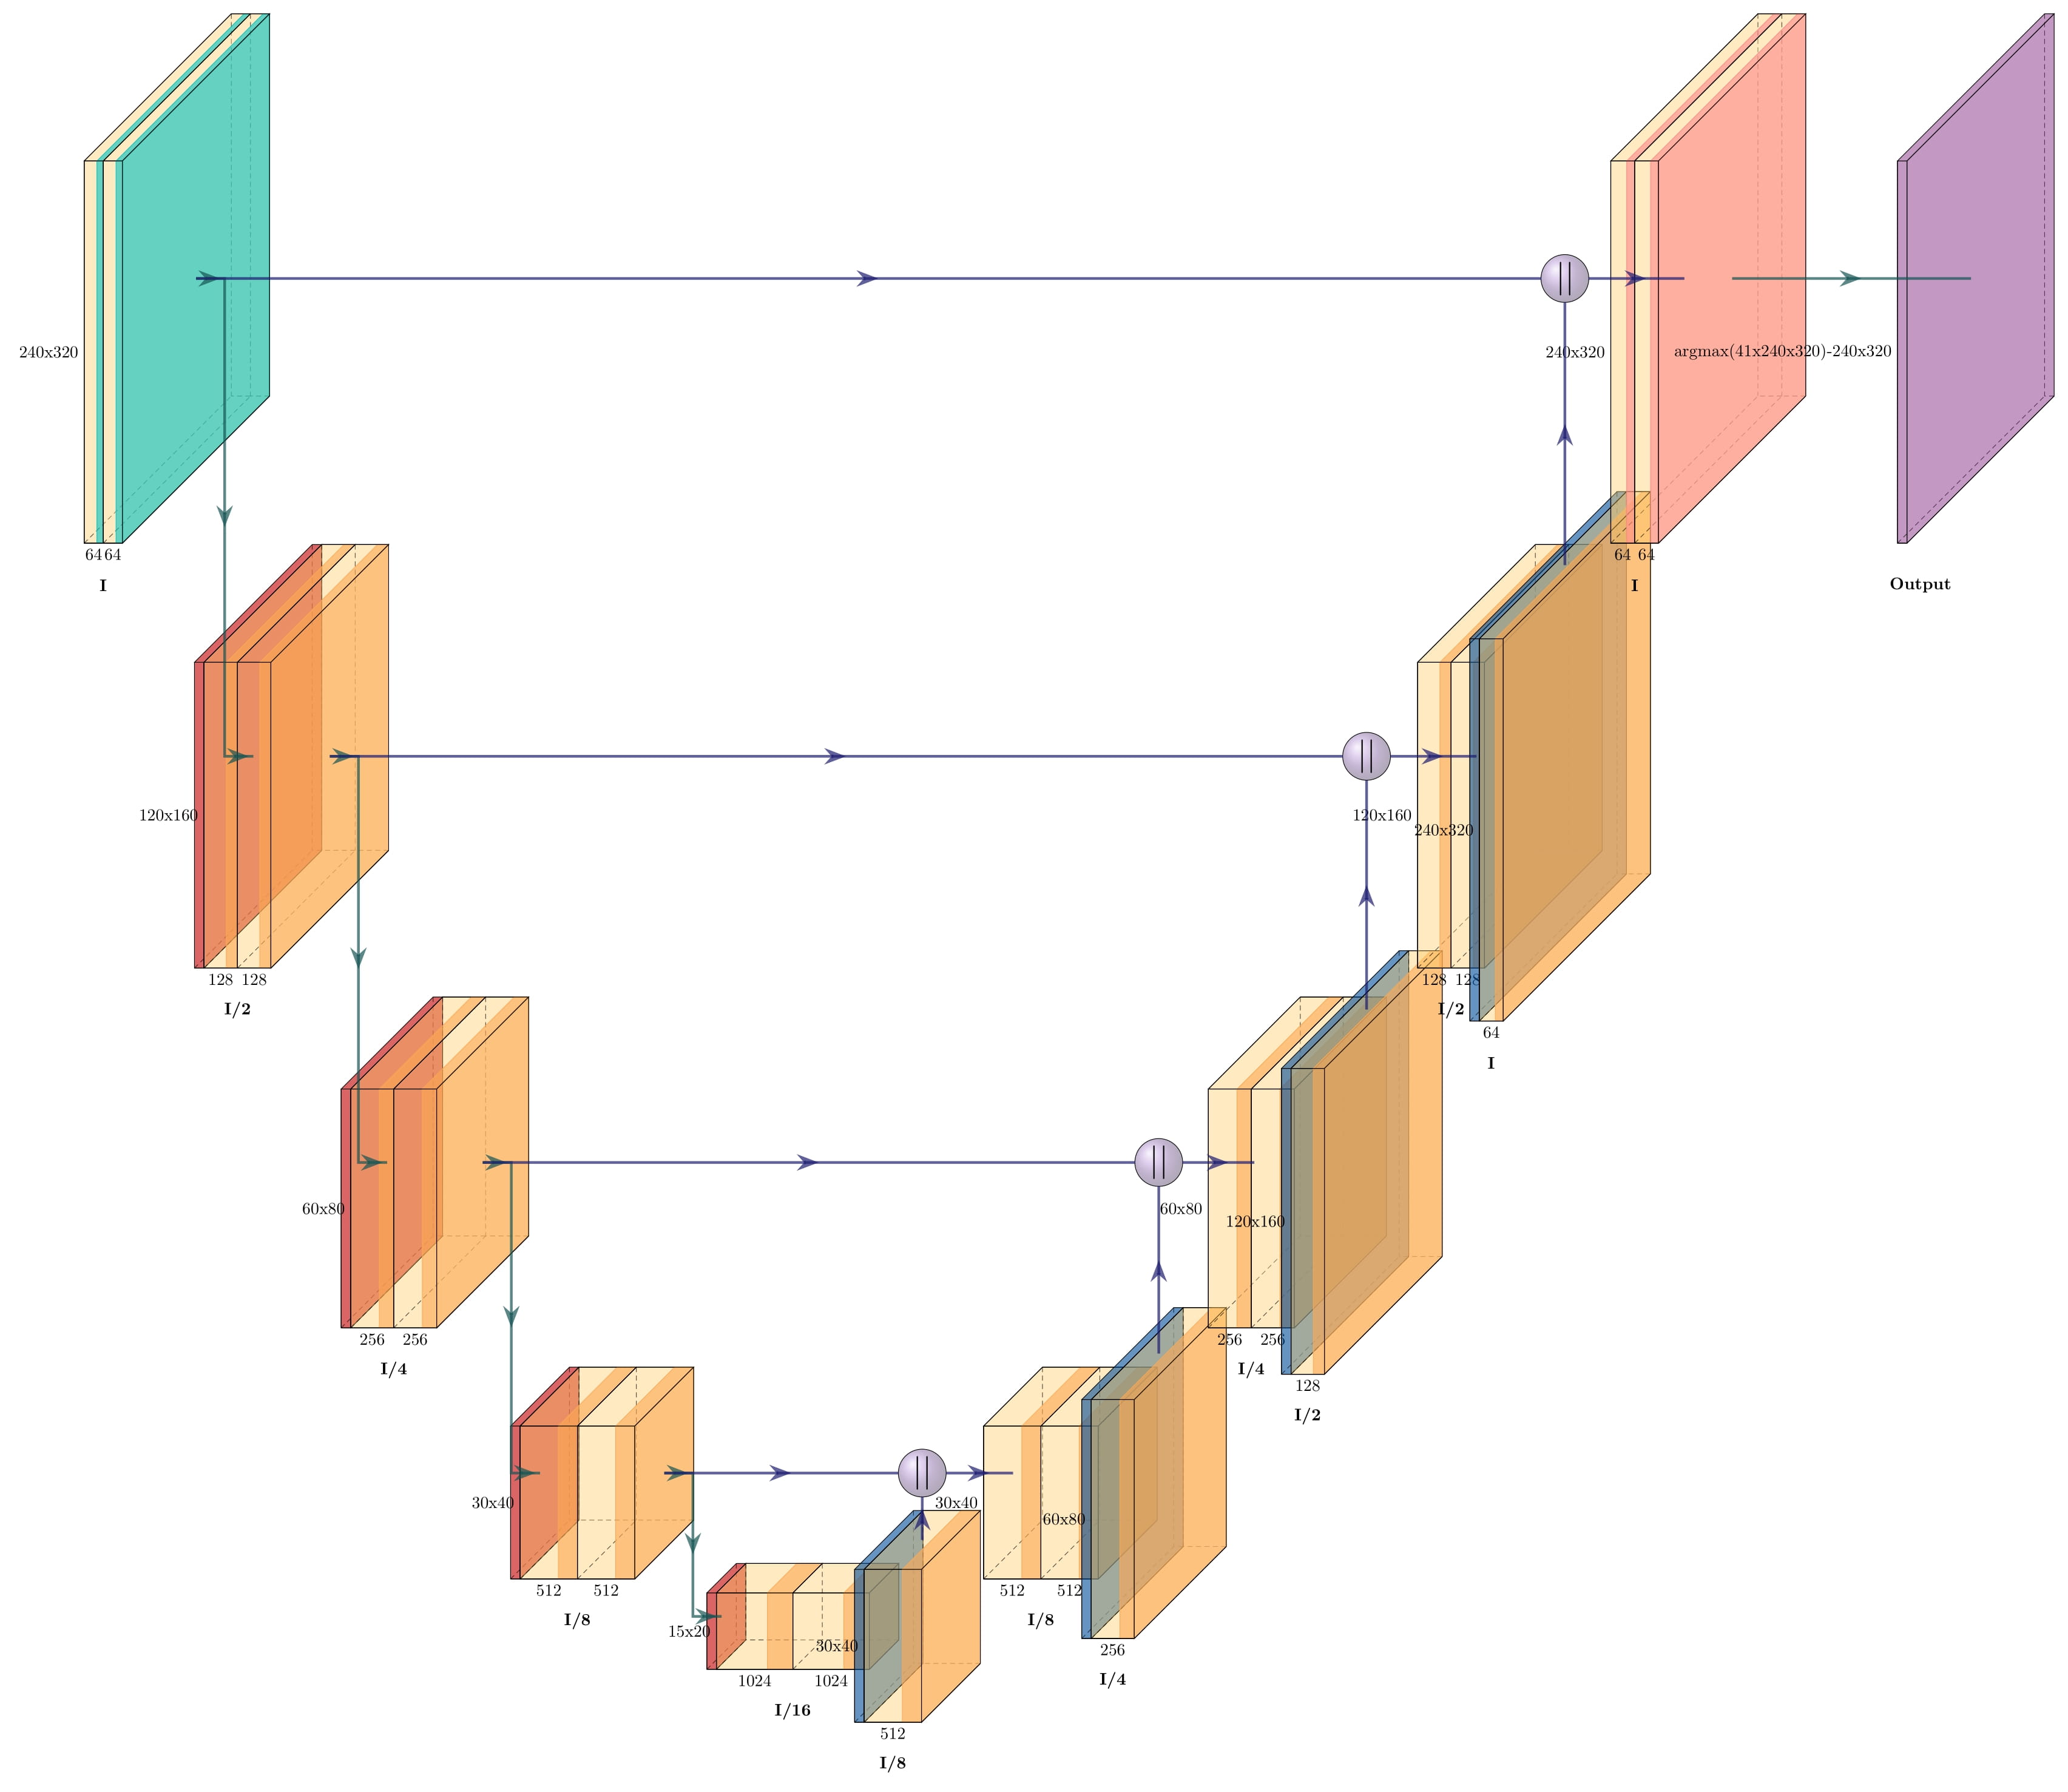 240x320
240x320
argmax(41x240x320)-240x320
64 64
I
64 64
I
Output
120x160
120x160
240x320
128 128
I/2
128 128
I/2
64
I
60x80
60x80
120x160
256 256
I/4
256 256
I/4
128
I/2
30x40
30x40
60x80
512 512
I/8
512 512
I/8
256
I/4
15x20
30x40
1024 1024
I/16
512
I/8